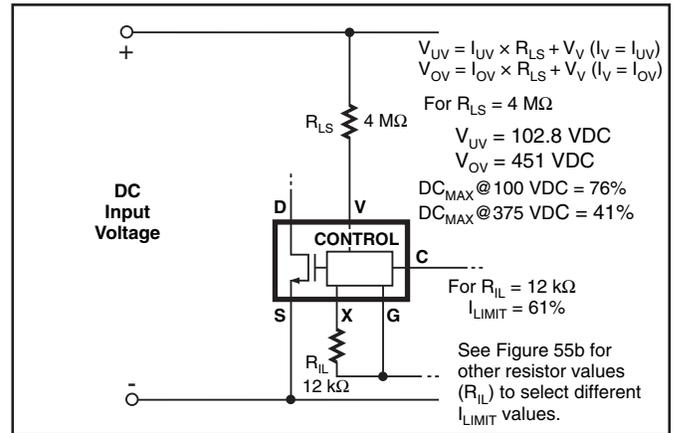 +
V_UV = I_UV × R_LS + V_V (I_V = I_UV)
V_OV = I_OV × R_LS + V_V (I_V = I_OV)
For R_LS = 4 MΩ
R_LS 4 MΩ
V_UV = 102.8 VDC
V_OV = 451 VDC
DC_MAX@100 VDC = 76%
DC_MAX@375 VDC = 41%
DC
Input
Voltage
D V
CONTROL
C
For R_IL = 12 kΩ
I_LIMIT = 61%
S X G
R_IL
12 kΩ
See Figure 55b for
other resistor values
(R_IL) to select different
I_LIMIT values.
-